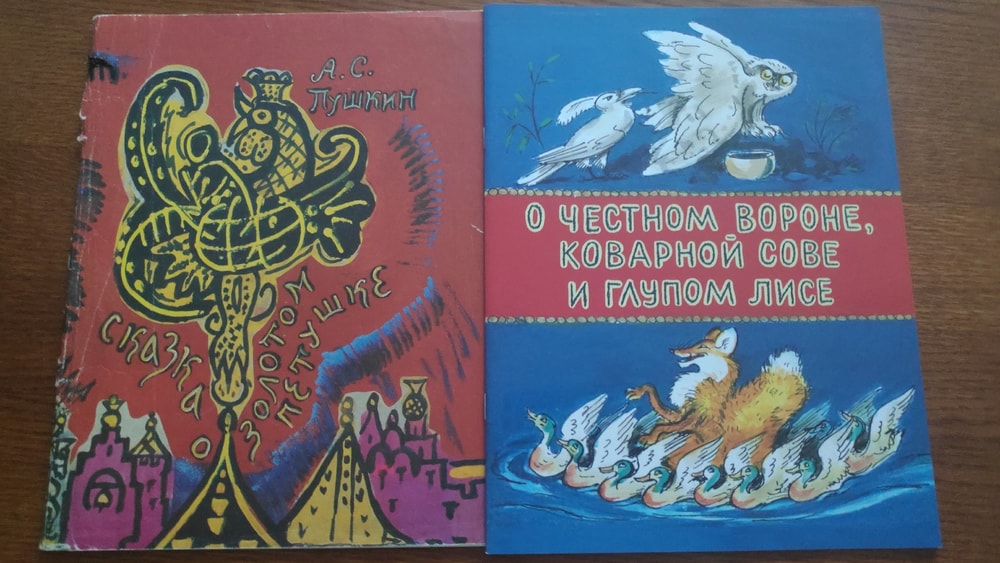 А.С.
ПУШКИН
СКАЗКА
О ЗОЛОТОМ
ПЕТУШКЕ
О ЧЕСТНОМ ВОРОНЕ,
КОВАРНОЙ СОВЕ
И ГЛУПОМ ЛИСЕ